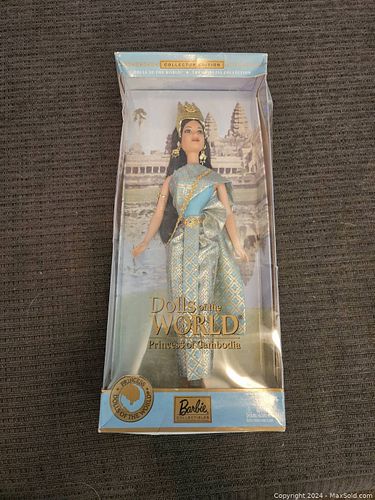 COLLECTOR EDITION
DOLLS OF THE WORLD THE PRINCESS COLLECTION
Dolls of the
WORLD
Princess of Cambodia
PRINCESS
DOLLS OF THE WORLD
Barbie
COLLECTIBLES
Copyright © 2024 - MaxSold.com